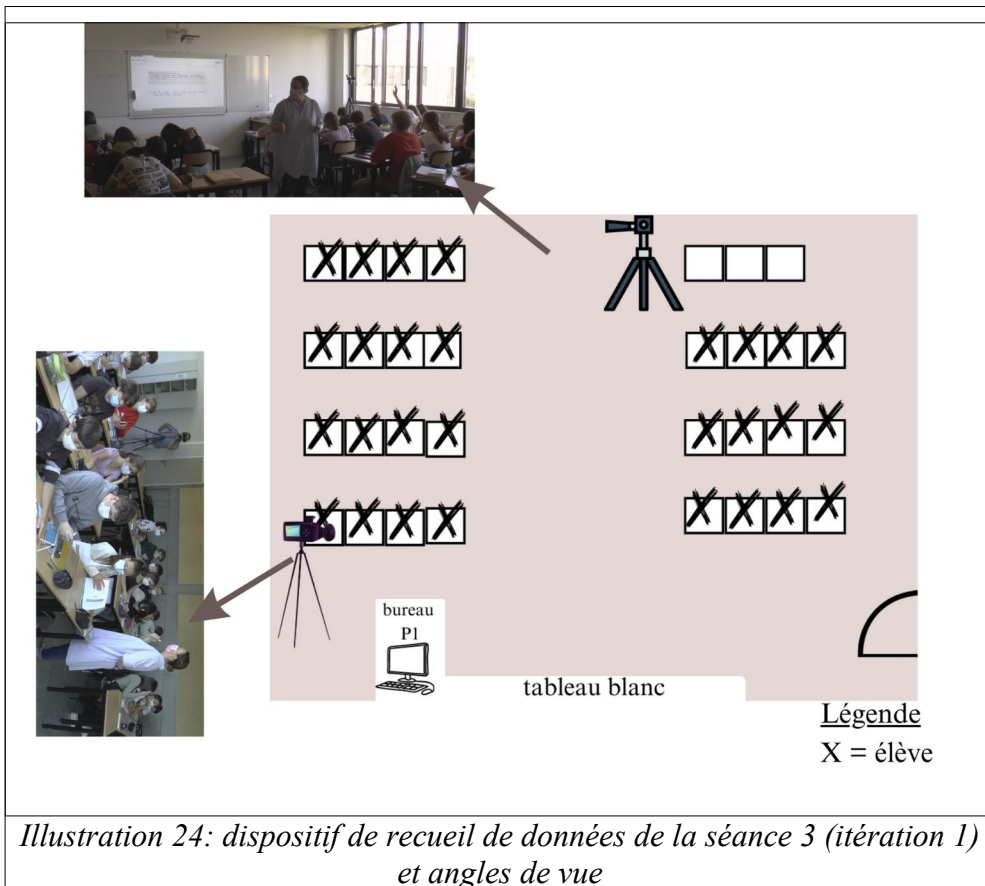 bureau
P1
tableau blanc
Légende
X = élève
Illustration 24: dispositif de recueil de données de la séance 3 (itération 1)
et angles de vue